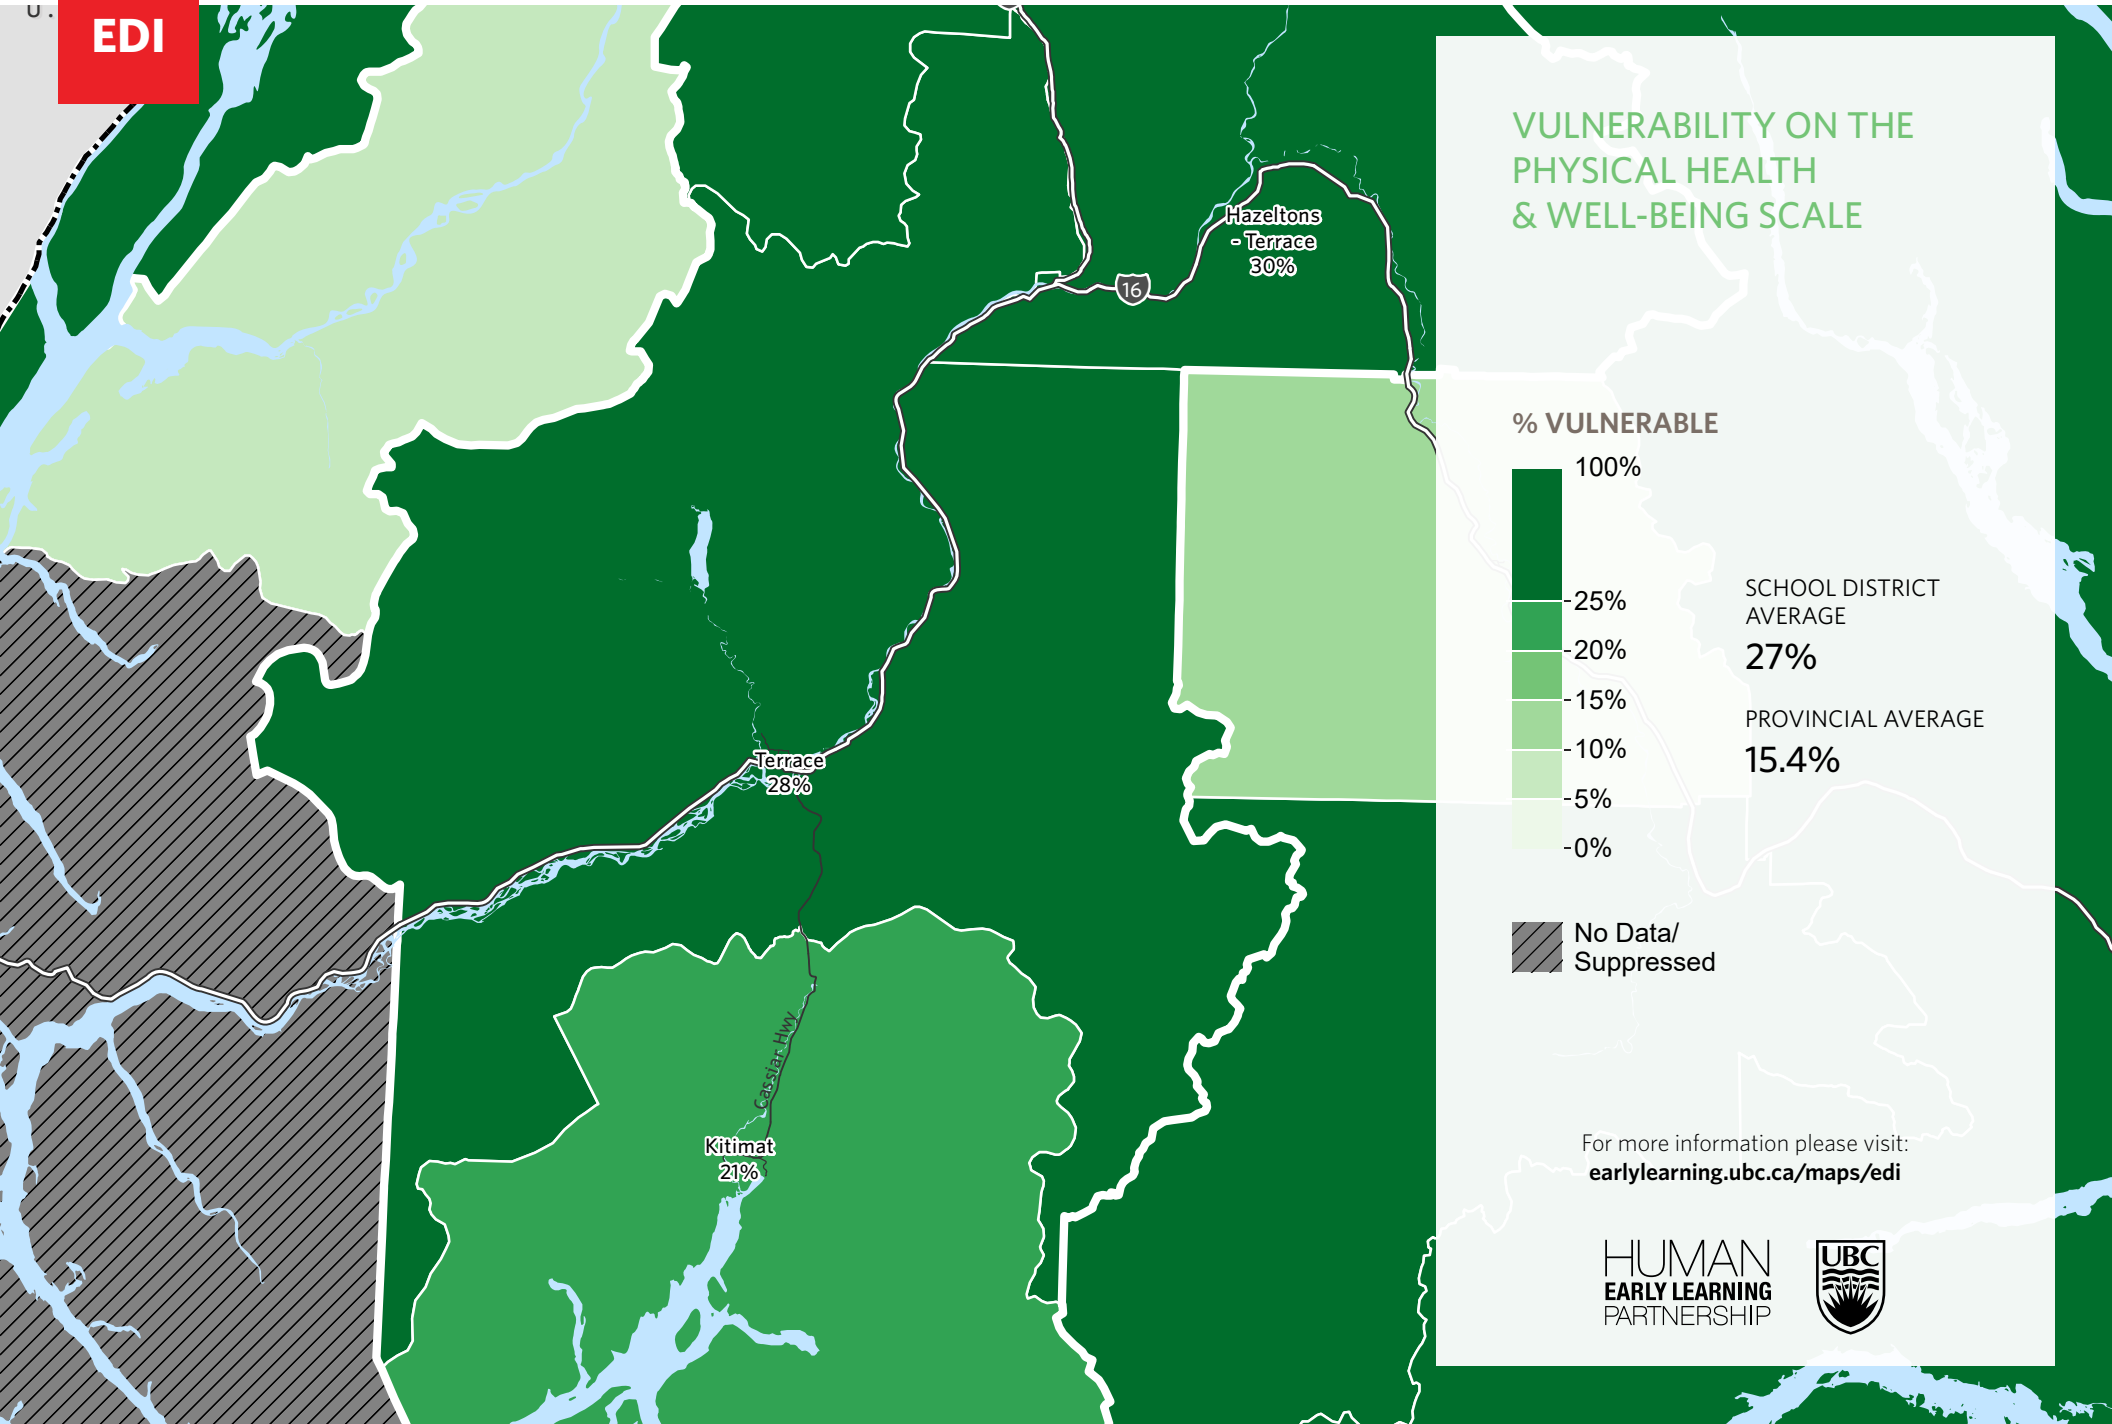 U.
EDI
Hazeltons
- Terrace
30%
16
Terrace
28%
Cassiar Hwy
Kitimat
21%
VULNERABILITY ON THE
PHYSICAL HEALTH
& WELL-BEING SCALE
% VULNERABLE
100%
25%
20%
15%
10%
5%
0%
SCHOOL DISTRICT
AVERAGE
27%
PROVINCIAL AVERAGE
15.4%
No Data/
Suppressed
For more information please visit:
earlylearning.ubc.ca/maps/edi
HUMAN
EARLY LEARNING
PARTNERSHIP
UBC